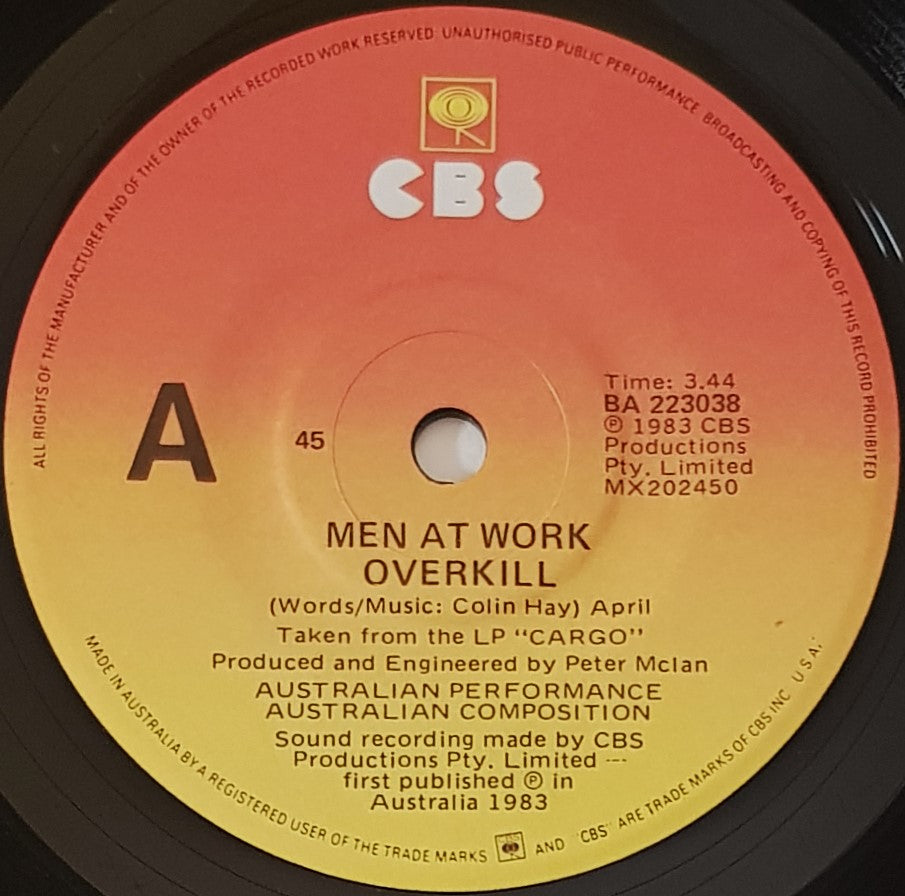 ALL RIGHTS OF THE MANUFACTURER AND OF THE OWNER OF THE RECORDED WORK RESERVED. UNAUTHORISED PUBLIC PERFORMANCE BROADCASTING AND COPYING OF THIS RECORD PROHIBITED
CBS
A
45
Time: 3.44
BA 223038
℗ 1983 CBS
Productions
Pty. Limited
MX202450
MEN AT WORK
OVERKILL
(Words/Music: Colin Hay) April
Taken from the LP "CARGO"
Produced and Engineered by Peter McIan
AUSTRALIAN PERFORMANCE
AUSTRALIAN COMPOSITION
Sound recording made by CBS
Productions Pty. Limited ---
first published ℗ in
Australia 1983
MADE IN AUSTRALIA BY A REGISTERED USER OF THE TRADE MARKS AND "CBS" ARE TRADE MARKS OF CBS INC U.S.A.